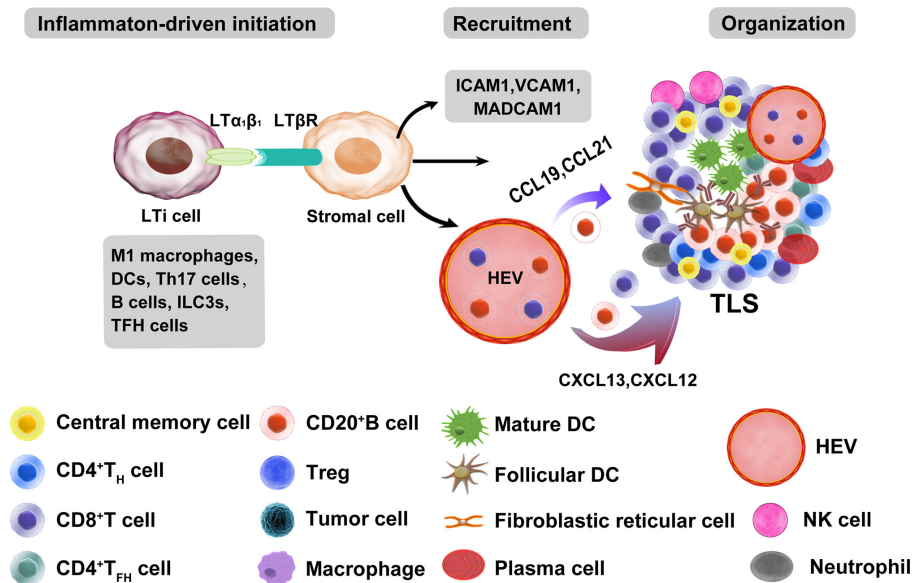 Inflammaton-driven initiation
Recruitment
Organization
ICAM1,VCAM1,
MADCAM1
LTα₁β₁
LTβR
CCL19,CCL21
LTi cell
Stromal cell
M1 macrophages,
DCs, Th17 cells,
B cells, ILC3s,
TFH cells
HEV
TLS
CXCL13,CXCL12
Central memory cell
CD20⁺B cell
Mature DC
HEV
CD4⁺T_H cell
Treg
Follicular DC
CD8⁺T cell
Tumor cell
Fibroblastic reticular cell
NK cell
CD4⁺T_FH cell
Macrophage
Plasma cell
Neutrophil